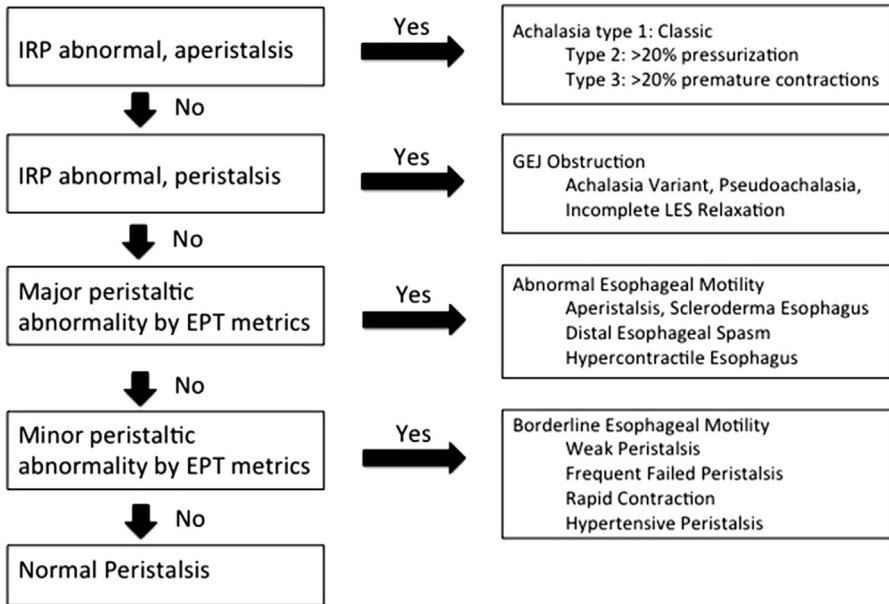 IRP abnormal, aperistalsis
Yes
Achalasia type 1: Classic
Type 2: >20% pressurization
Type 3: >20% premature contractions
No
IRP abnormal, peristalsis
Yes
GEJ Obstruction
Achalasia Variant, Pseudoachalasia,
Incomplete LES Relaxation
No
Major peristaltic
abnormality by EPT metrics
Yes
Abnormal Esophageal Motility
Aperistalsis, Scleroderma Esophagus
Distal Esophageal Spasm
Hypercontractile Esophagus
No
Minor peristaltic
abnormality by EPT metrics
Yes
Borderline Esophageal Motility
Weak Peristalsis
Frequent Failed Peristalsis
Rapid Contraction
Hypertensive Peristalsis
No
Normal Peristalsis